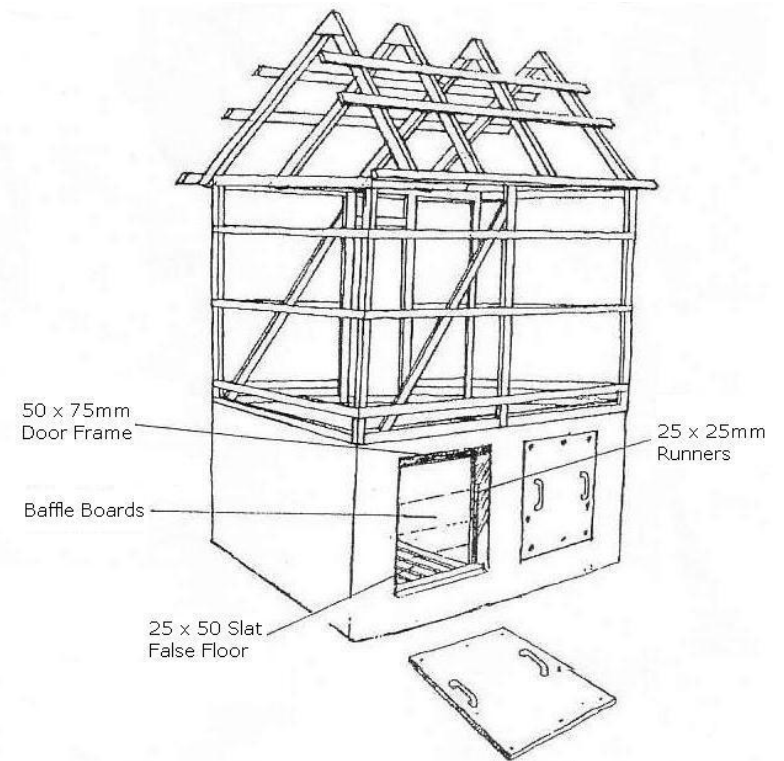 50 x 75mm
Door Frame
25 x 25mm
Runners
Baffle Boards
25 x 50 Slat
False Floor